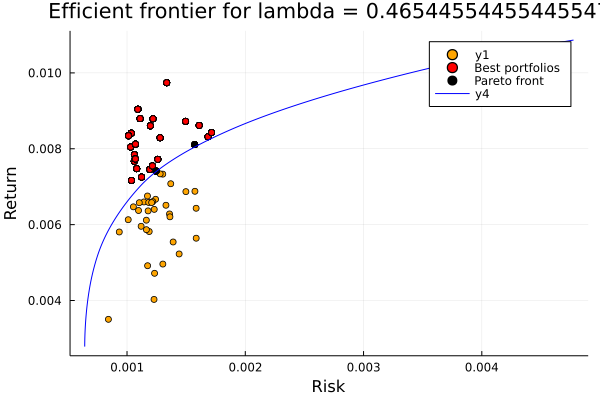 Efficient frontier for lambda = 0.4654455445544554
y1
Best portfolios
Pareto front
y4
Return
0.010
0.008
0.006
0.004
0.001
0.002
0.003
0.004
Risk